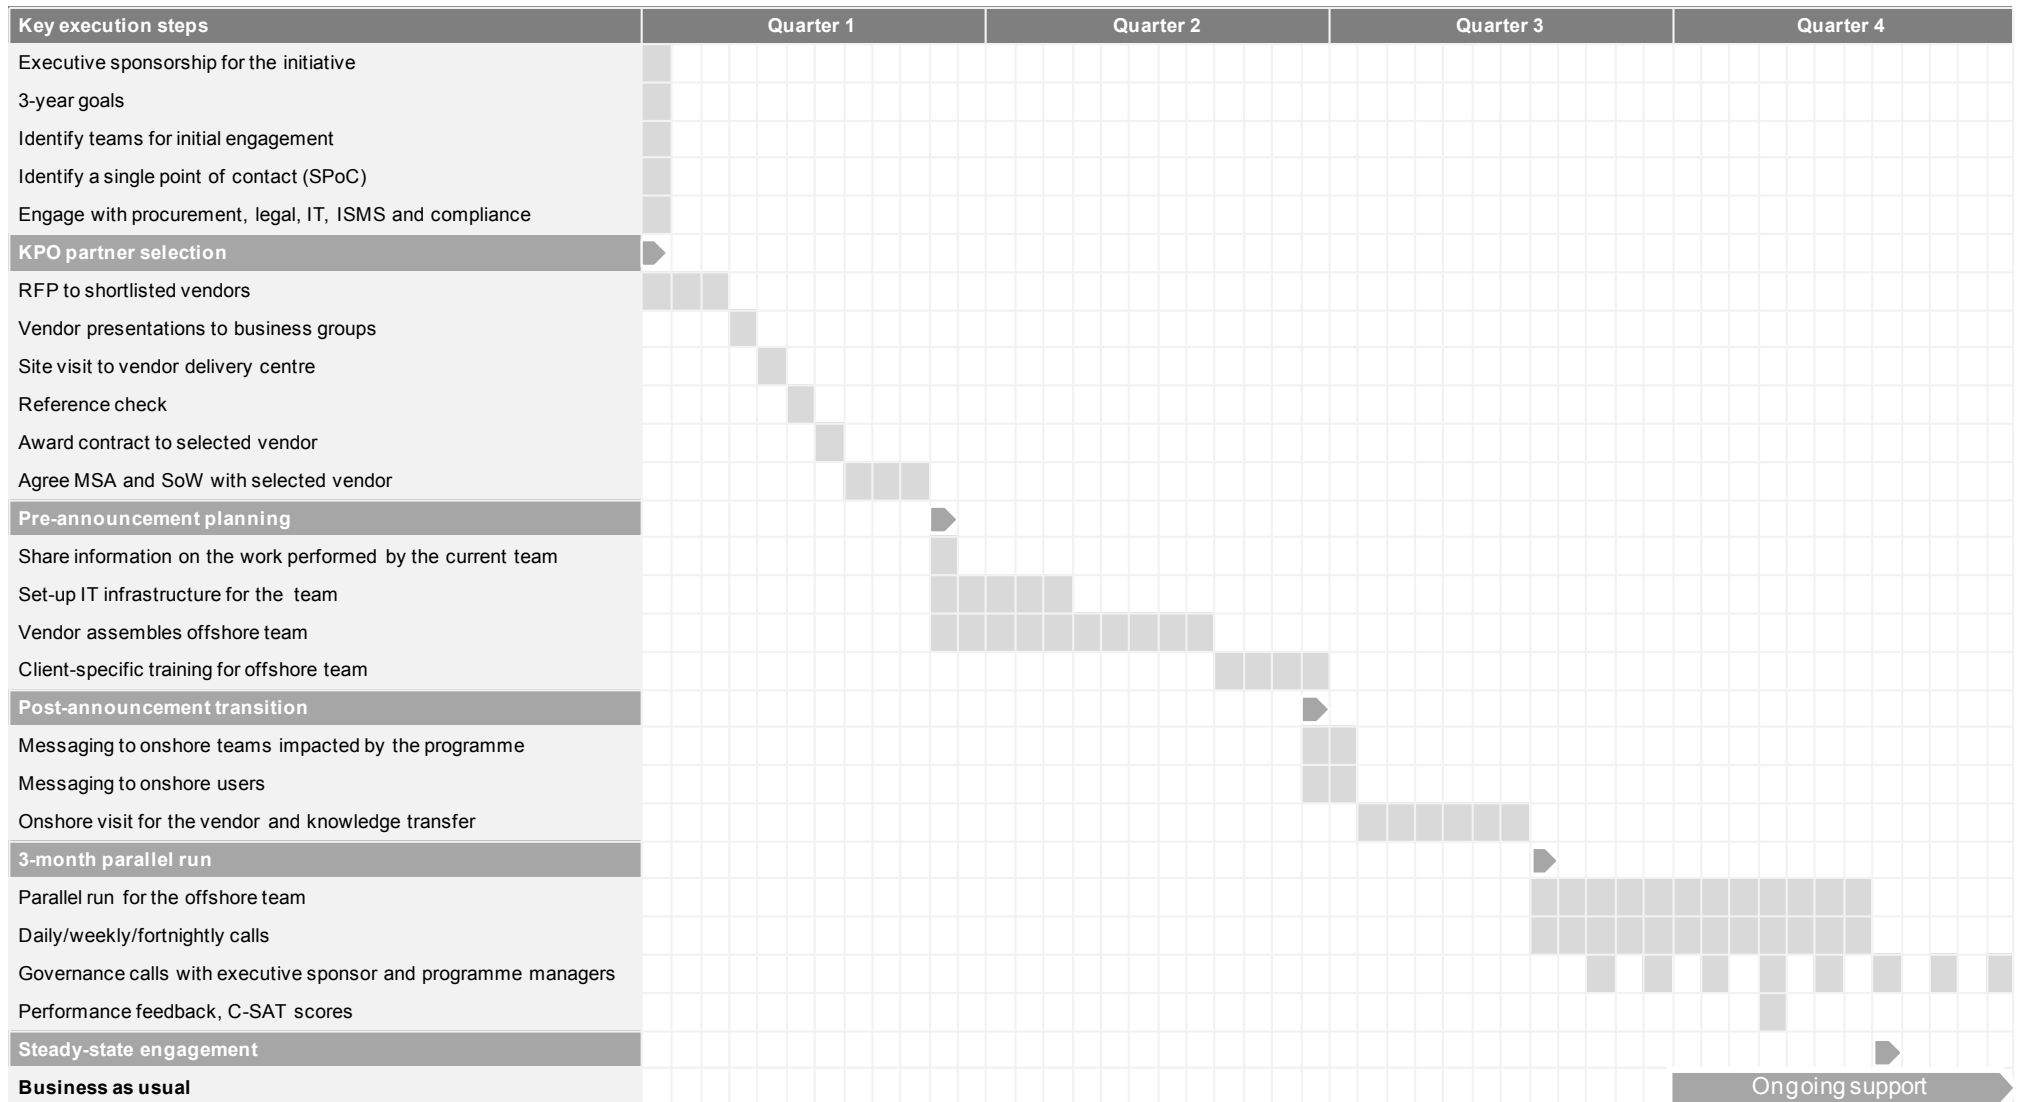 Key execution steps Quarter 1 Quarter 2 Quarter 3 Quarter 4
Executive sponsorship for the initiative
3-year goals
Identify teams for initial engagement
Identify a single point of contact (SPoC)
Engage with procurement, legal, IT, ISMS and compliance
KPO partner selection
RFP to shortlisted vendors
Vendor presentations to business groups
Site visit to vendor delivery centre
Reference check
Award contract to selected vendor
Agree MSA and SoW with selected vendor
Pre-announcement planning
Share information on the work performed by the current team
Set-up IT infrastructure for the team
Vendor assembles offshore team
Client-specific training for offshore team
Post-announcement transition
Messaging to onshore teams impacted by the programme
Messaging to onshore users
Onshore visit for the vendor and knowledge transfer
3-month parallel run
Parallel run for the offshore team
Daily/weekly/fortnightly calls
Governance calls with executive sponsor and programme managers
Performance feedback, C-SAT scores
Steady-state engagement
Business as usual Ongoing support